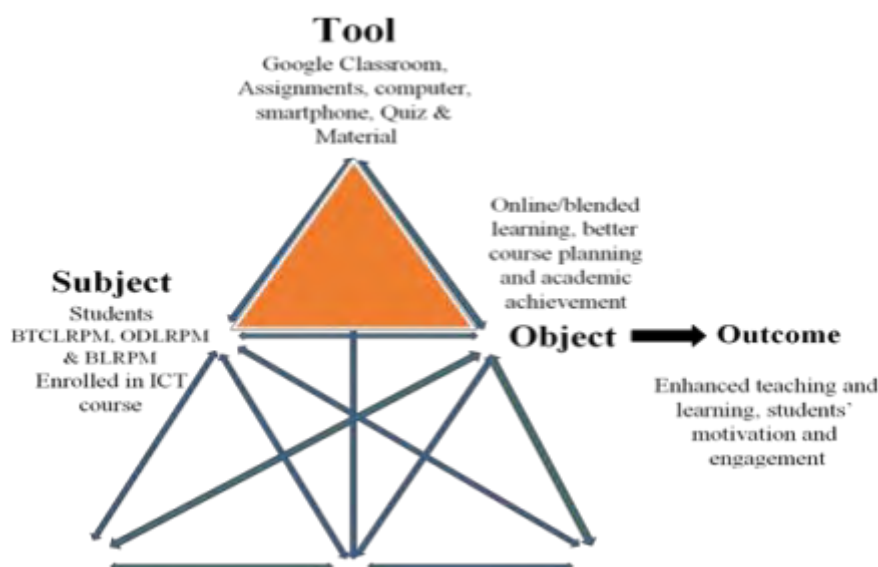 Tool
Google Classroom,
Assignments, computer,
smartphone, Quiz &
Material
Online/blended
learning, better
course planning
and academic
achievement
Subject
Students
BTCLRPM, ODLRPM
& BLRPM
Enrolled in ICT
course
Object
Outcome
Enhanced teaching and
learning, students’
motivation and
engagement